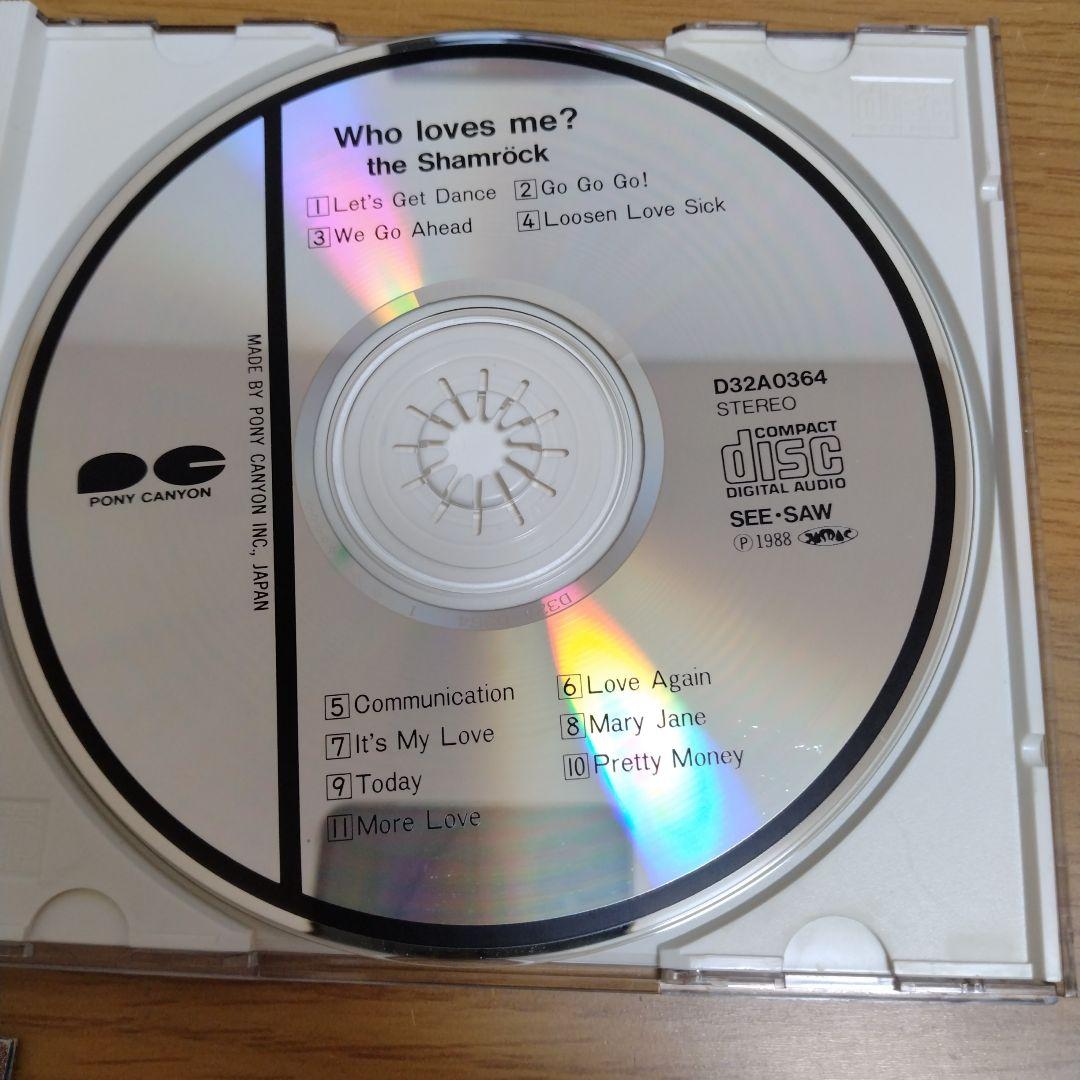 Who loves me?
the Shamröck
1 Let's Get Dance 2 Go Go Go!
3 We Go Ahead 4 Loosen Love Sick
MADE BY PONY CANYON INC., JAPAN
PONY CANYON
D32A0364
STEREO
COMPACT
disc
DIGITAL AUDIO
SEE・SAW
Ⓟ1988
5 Communication 6 Love Again
7 It's My Love 8 Mary Jane
9 Today 10 Pretty Money
11 More Love